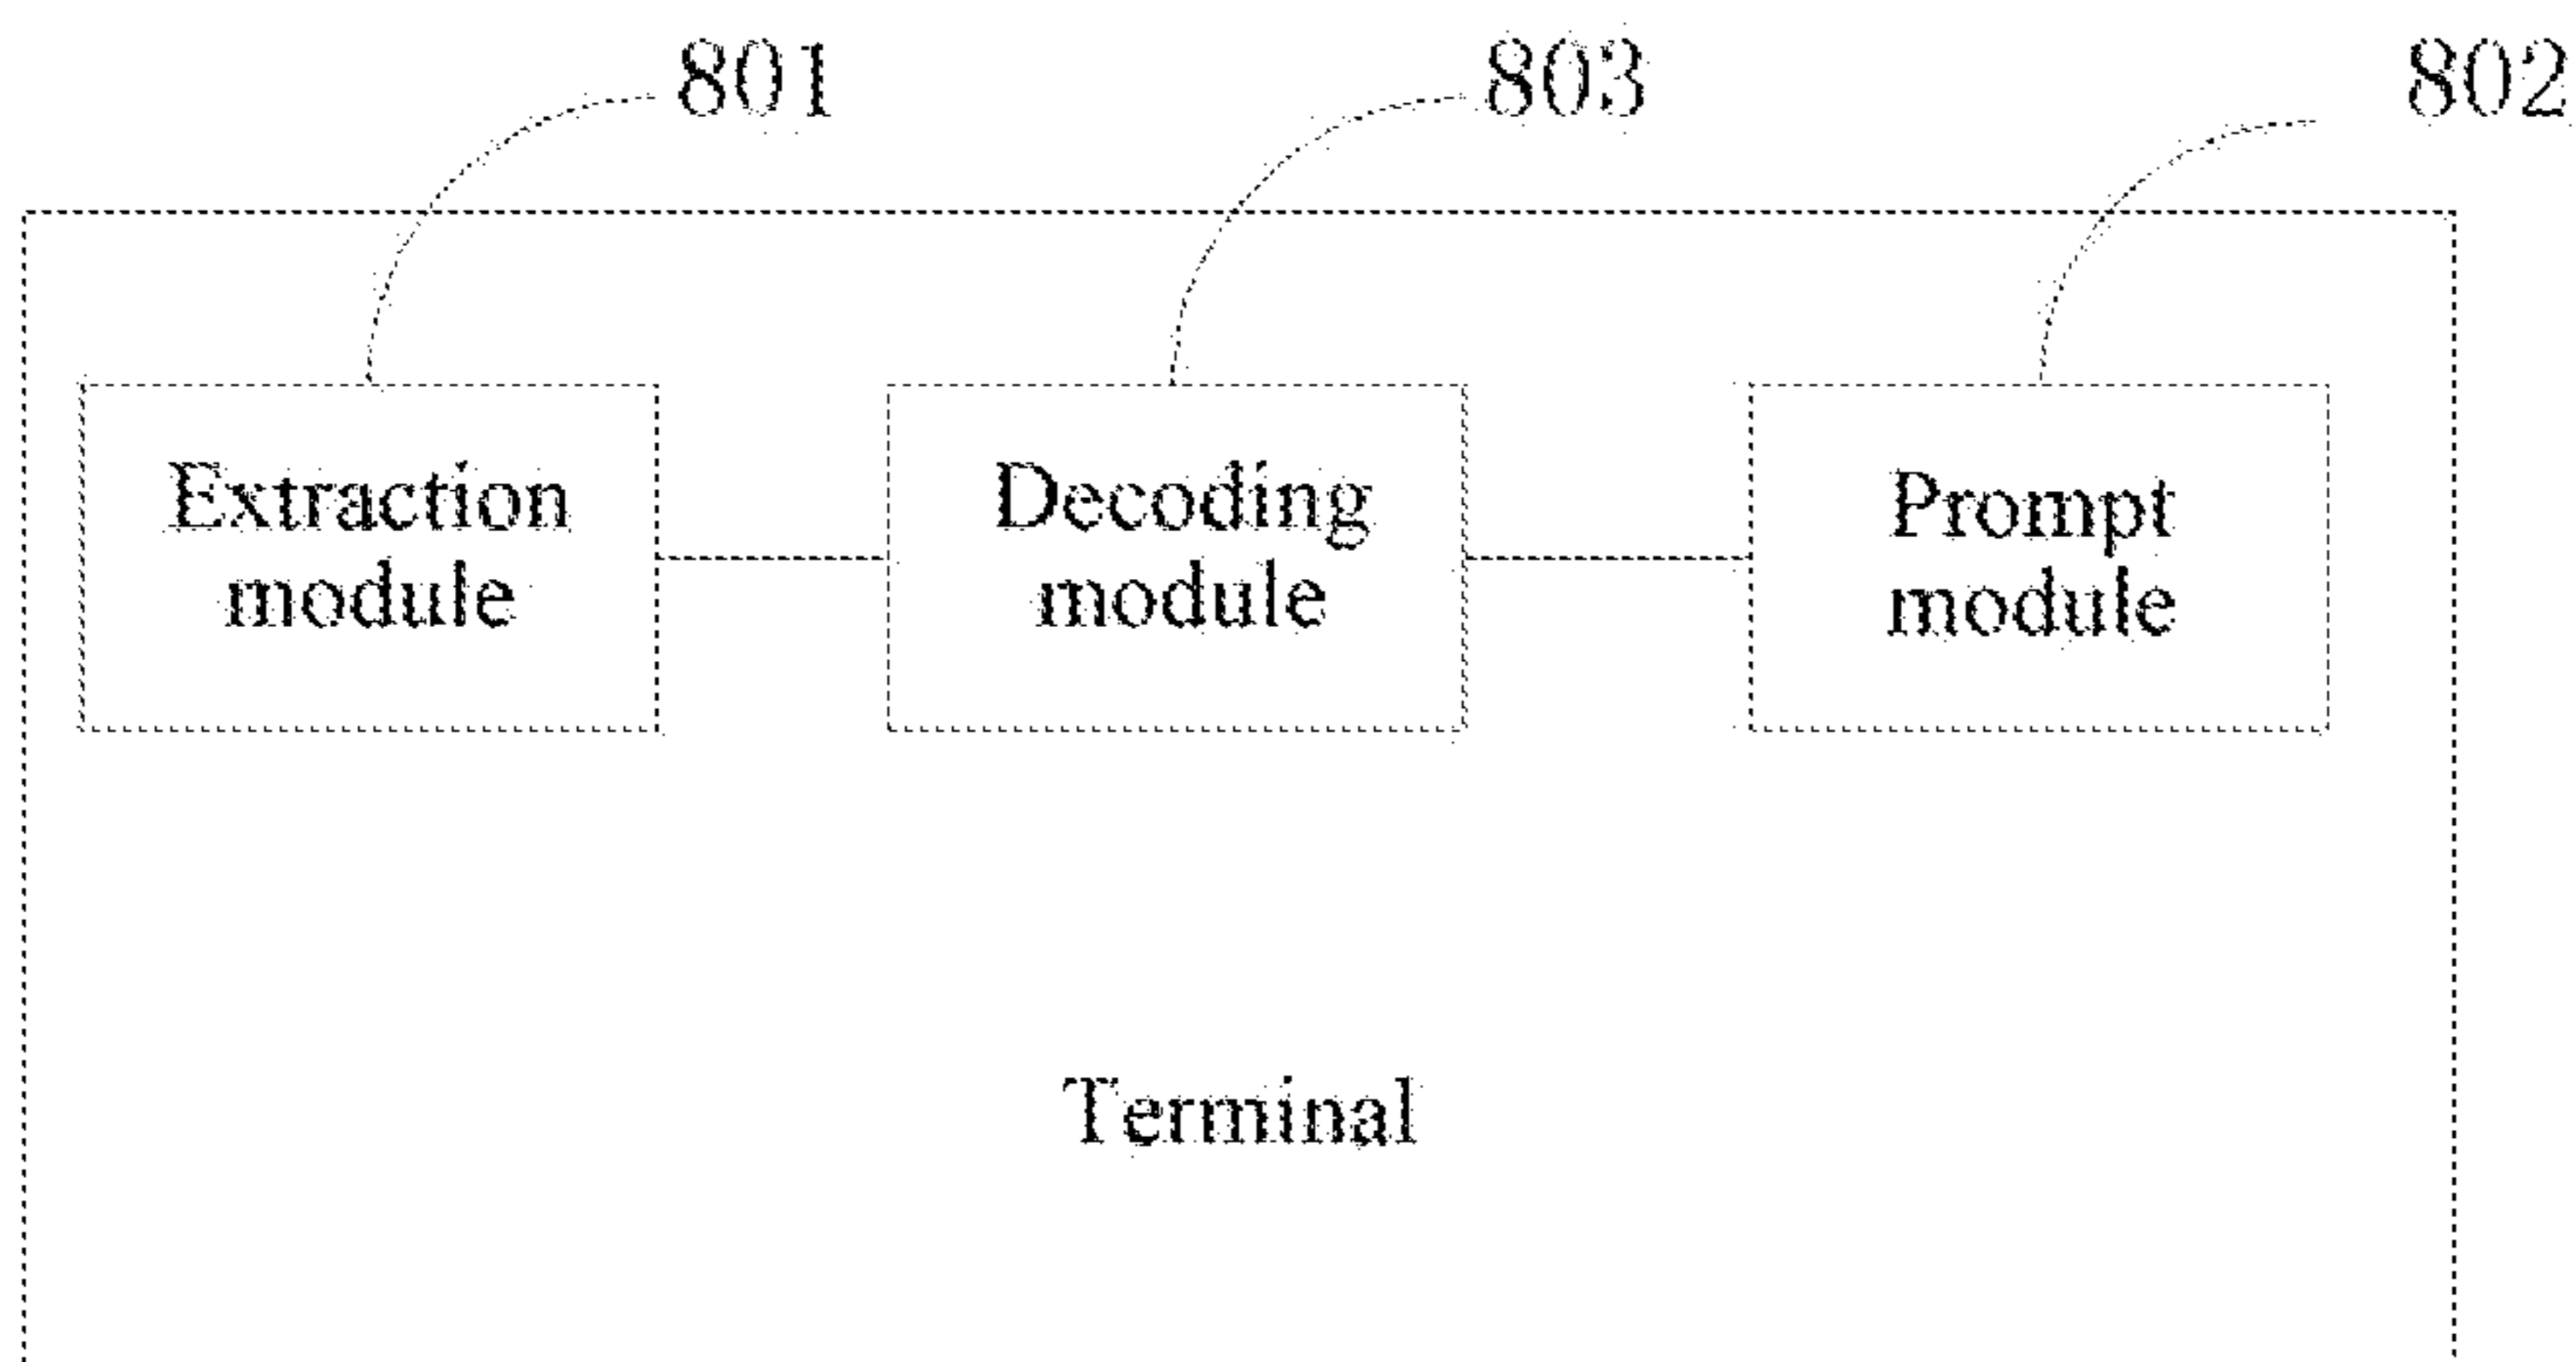 801
803
802
Extraction
module
Decoding
module
Prompt
module
Terminal